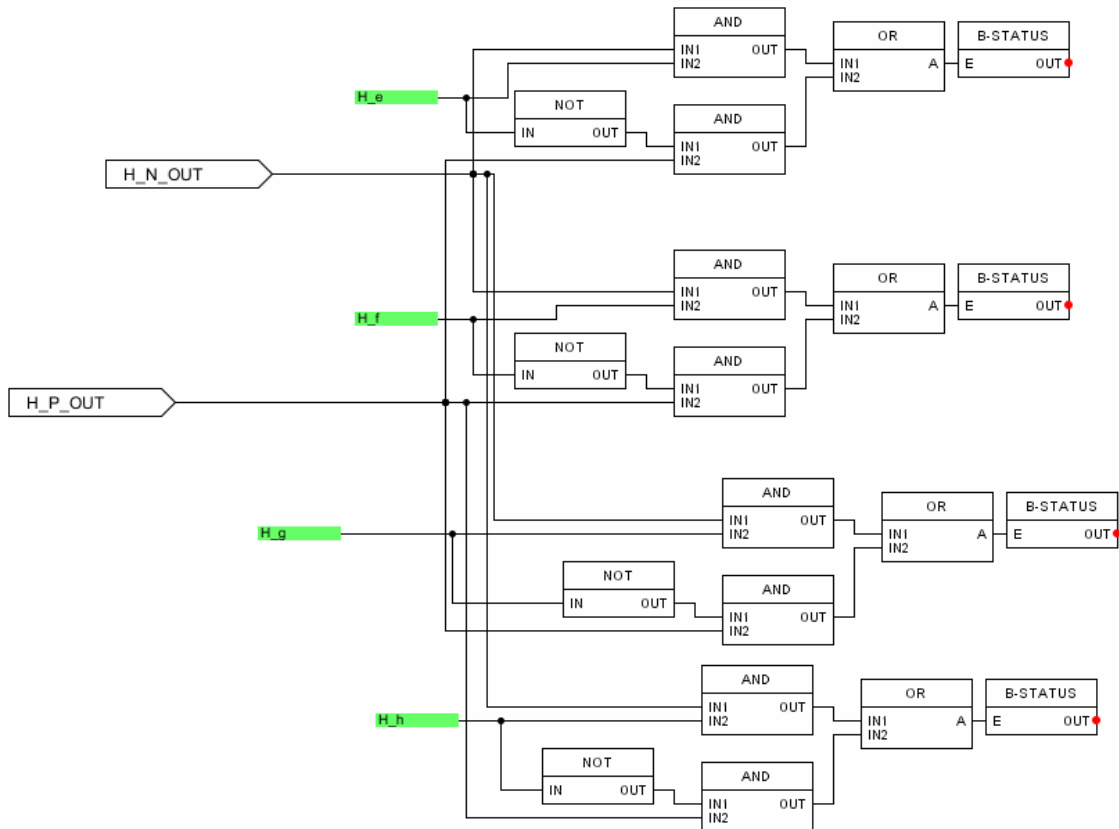 AND
OR
B-STATUS
IN1 OUT
IN2
IN1 A
IN2
E OUT
H_e
NOT
IN OUT
AND
IN1 OUT
IN2
H_N_OUT
AND
OR
B-STATUS
IN1 OUT
IN2
IN1 A
IN2
E OUT
H_f
NOT
IN OUT
AND
IN1 OUT
IN2
H_P_OUT
AND
OR
B-STATUS
IN1 OUT
IN2
IN1 A
IN2
E OUT
H_g
NOT
IN OUT
AND
IN1 OUT
IN2
AND
OR
B-STATUS
IN1 OUT
IN2
IN1 A
IN2
E OUT
H_h
NOT
IN OUT
AND
IN1 OUT
IN2